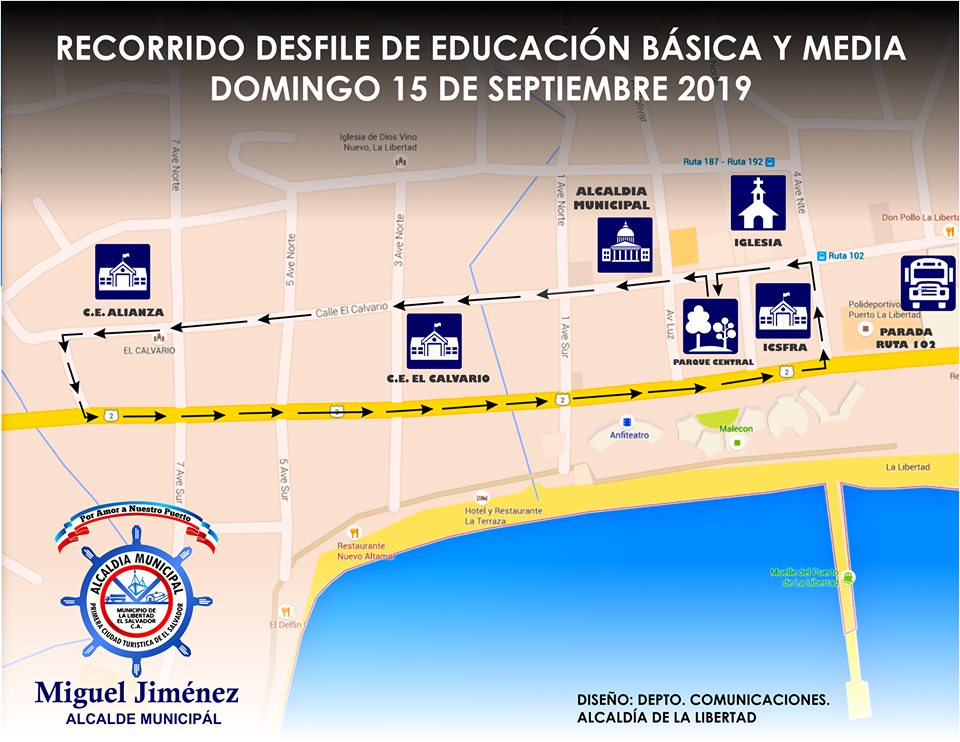 RECORRIDO DESFILE DE EDUCACIÓN BÁSICA Y MEDIA
DOMINGO 15 DE SEPTIEMBRE 2019
Iglesia de Dios Vino
Nuevo, La Libertad
7 Ave Norte
Ruta 187 - Ruta 192
ALCALDIA
MUNICIPAL
1 Ave Norte
4 Ave Nte
IGLESIA
Don Pollo La Liberta
3 Ave Norte
5 Ave Norte
Ruta 102
C.E. ALIANZA
Calle El Calvario
EL CALVARIO
C.E. EL CALVARIO
1 Ave Sur
Av Luz
PARQUE CENTRAL
ICSFRA
Polideportivo
Puerto La Libertad
PARADA
RUTA 102
Re
2
2
2
2
Anfiteatro
Malecon
La Libertad
7 Ave Sur
5 Ave Sur
Hotel y Restaurante
La Terraza
Restaurante
Nuevo Altamar
El Delfin
Muelle del Puerto
de La Libertad
Por Amor a Nuestro Puerto
ALCALDIA MUNICIPAL
MUNICIPIO DE
LA LIBERTAD
EL SALVADOR
C.A.
PRIMERA CIUDAD TURISTICA DE EL SALVADOR
Miguel Jiménez
ALCALDE MUNICIPÁL
DISEÑO: DEPTO. COMUNICACIONES.
ALCALDÍA DE LA LIBERTAD